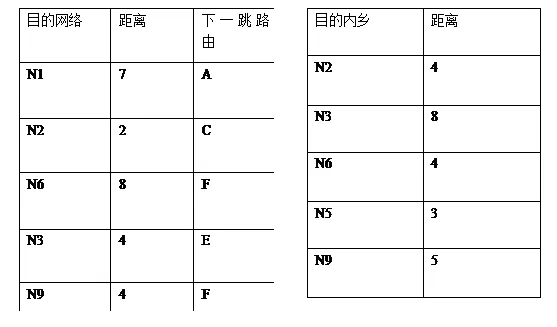 目的网络 距离 下一跳路
由
N1 7 A
N2 2 C
N6 8 F
N3 4 E
N9 4 F
目的内乡 距离
N2 4
N3 8
N6 4
N5 3
N9 5